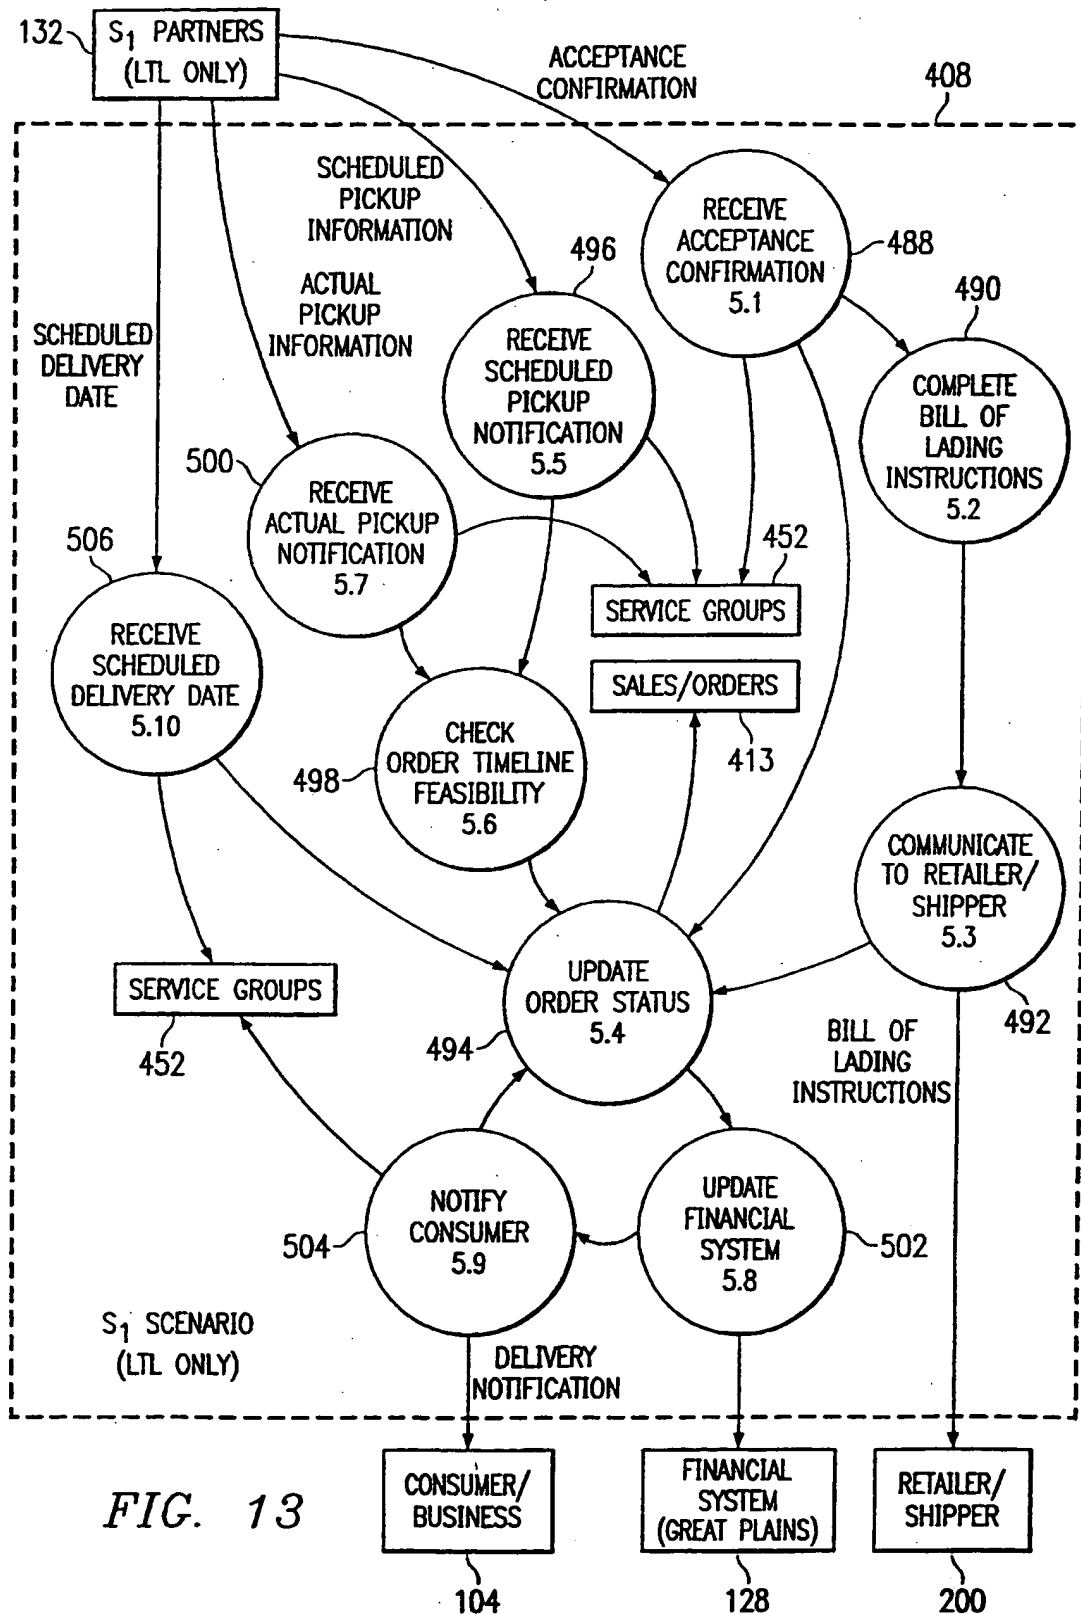 132
S1 PARTNERS
(LTL ONLY)
ACCEPTANCE
CONFIRMATION
408
SCHEDULED
PICKUP
INFORMATION
RECEIVE
ACCEPTANCE
CONFIRMATION
5.1
488
496
490
ACTUAL
PICKUP
INFORMATION
SCHEDULED
DELIVERY
DATE
RECEIVE
SCHEDULED
PICKUP
NOTIFICATION
5.5
COMPLETE
BILL OF
LADING
INSTRUCTIONS
5.2
500
RECEIVE
ACTUAL PICKUP
NOTIFICATION
5.7
506
452
SERVICE GROUPS
RECEIVE
SCHEDULED
DELIVERY DATE
5.10
SALES/ORDERS
413
CHECK
ORDER TIMELINE
FEASIBILITY
5.6
498
COMMUNICATE
TO RETAILER/
SHIPPER
5.3
492
SERVICE GROUPS
452
UPDATE
ORDER STATUS
5.4
494
BILL OF
LADING
INSTRUCTIONS
NOTIFY
CONSUMER
5.9
504
UPDATE
FINANCIAL
SYSTEM
5.8
502
S1 SCENARIO
(LTL ONLY)
DELIVERY
NOTIFICATION
FIG. 13
CONSUMER/
BUSINESS
FINANCIAL
SYSTEM
(GREAT PLAINS)
RETAILER/
SHIPPER
104
128
200